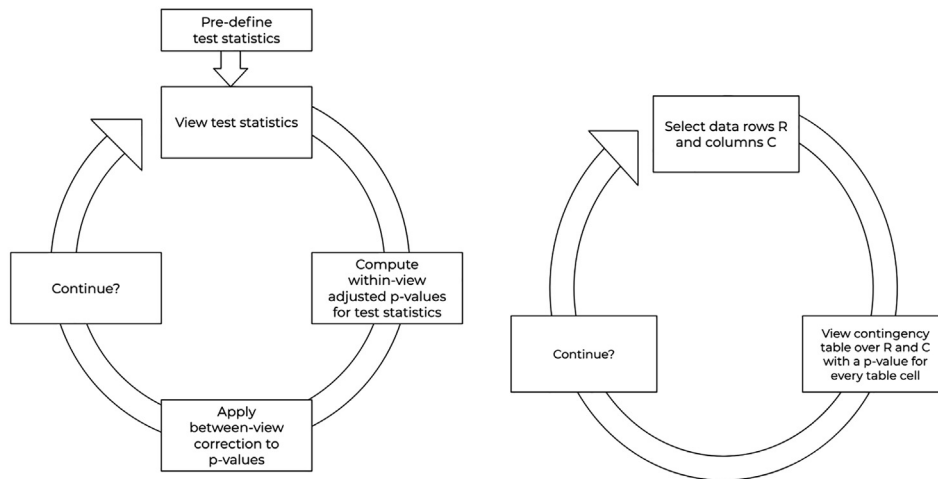 Pre-define
test statistics
View test statistics
Compute
within-view
adjusted p-values
for test statistics
Apply
between-view
correction to
p-values
Continue?
Select data rows R
and columns C
View contingency
table over R and C
with a p-value for
every table cell
Continue?